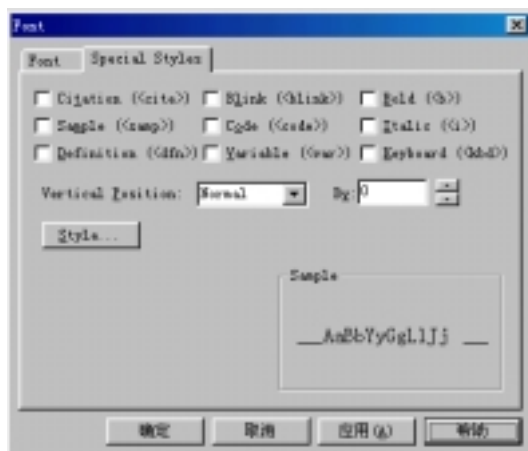 Font
Font Special Styles
Citation (<cite>) Blink (<blink>) Bold (<b>)
Sample (<samp>) Code (<code>) Italic (<i>)
Definition (<dfn>) Variable (<var>) Keyboard (<kbd>)
Vertical Position: Normal By: 0
Style...
Sample
AaBbYyGgLlJj
确定 取消 应用(A) 帮助